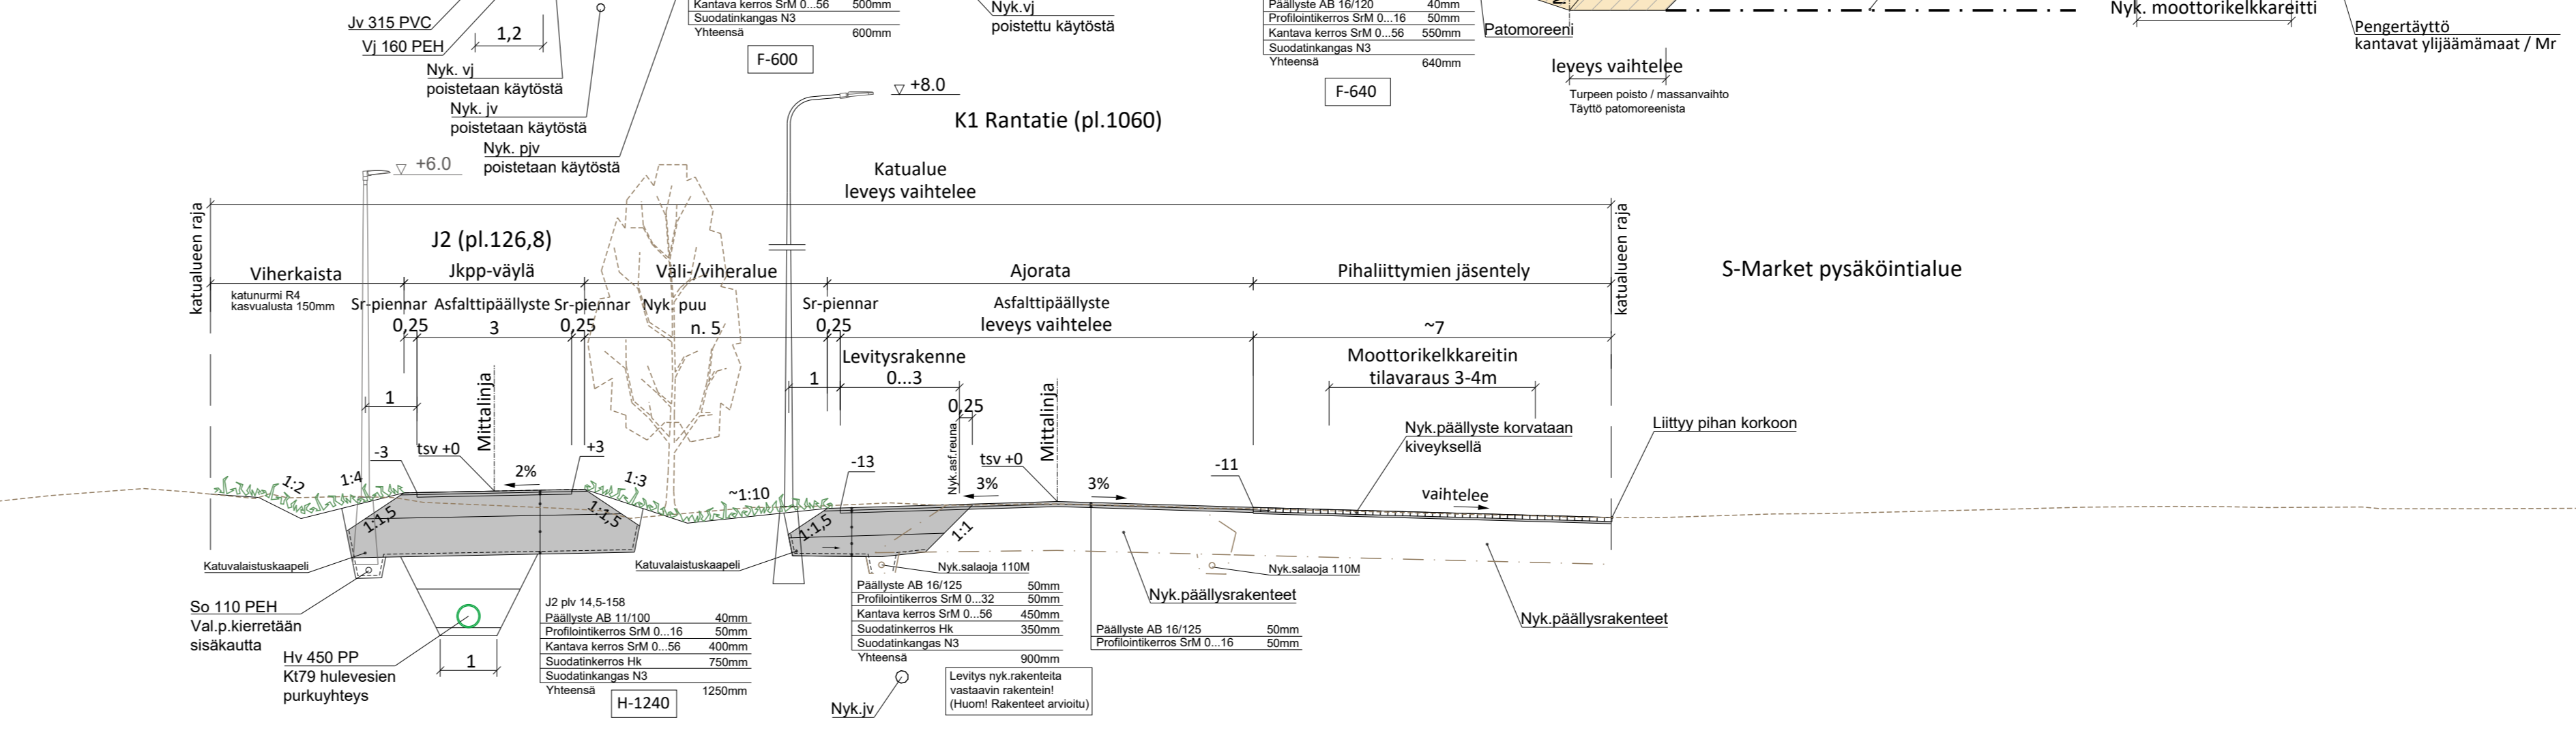 Jv 315 PVC
Vj 160 PEH
1,2
Nyk. vj
poistetaan käytöstä
Nyk. jv
poistetaan käytöstä
Nyk. pjv
poistetaan käytöstä
Kantava kerros SrM 0...56 500mm
Suodatinkangas N3
Yhteensä 600mm
F-600
Nyk.vj
poistettu käytöstä
Päällyste AB 16/120 40mm
Profilointikerros SrM 0...16 50mm
Kantava kerros SrM 0...56 550mm
Suodatinkangas N3
Yhteensä 640mm
F-640
Patomoreeni
2:
leveys vaihtelee
Turpeen poisto / massanvaihto
Täyttö patomoreenista
Nyk. moottorikelkkareitti
Pengertäyttö
kantavat ylijäämämaat / Mr
+8.0
K1 Rantatie (pl.1060)
+6.0
Katualue
leveys vaihtelee
katualueen raja
J2 (pl.126,8)
katualueen raja
Viherkaista
Jkpp-väylä
Väli-/viheralue
Ajorata
Pihaliittymien jäsentely
S-Market pysäköintialue
katunurmi R4
kasvualusta 150mm
Sr-piennar
0,25
Asfalttipäällyste
3
Sr-piennar
0,25
Nyk. puu
n. 5
Sr-piennar
0,25
Asfalttipäällyste
leveys vaihtelee
~7
Levitysrakenne
0...3
1
Moottorikelkkareitin
tilavaraus 3-4m
1
Mittalinja
0,25
Nyk.asf.reuna
Mittalinja
Nyk.päällyste korvataan
kiveyksellä
Liittyy pihan korkoon
-3
tsv +0
2%
+3
-13
tsv +0
3%
3%
-11
vaihtelee
1:2
1:4
1:3
~1:10
1:1,5
1:1,5
1:1,5
1:1
Katuvalaistuskaapeli
Katuvalaistuskaapeli
Nyk.salaoja 110M
Nyk.salaoja 110M
So 110 PEH
Val.p.kierretään
sisäkautta
Hv 450 PP
Kt79 hulevesien
purkuyhteys
1
J2 plv 14,5-158
Päällyste AB 11/100 40mm
Profilointikerros SrM 0...16 50mm
Kantava kerros SrM 0...56 400mm
Suodatinkerros Hk 750mm
Suodatinkangas N3
Yhteensä 1250mm
H-1240
Päällyste AB 16/125 50mm
Profilointikerros SrM 0...32 50mm
Kantava kerros SrM 0...56 450mm
Suodatinkerros Hk 350mm
Suodatinkangas N3
Yhteensä 900mm
Nyk.jv
Levitys nyk.rakenteita
vastaavin rakentein!
(Huom! Rakenteet arvioitu)
Nyk.päällysrakenteet
Päällyste AB 16/125 50mm
Profilointikerros SrM 0...16 50mm
Nyk.päällysrakenteet